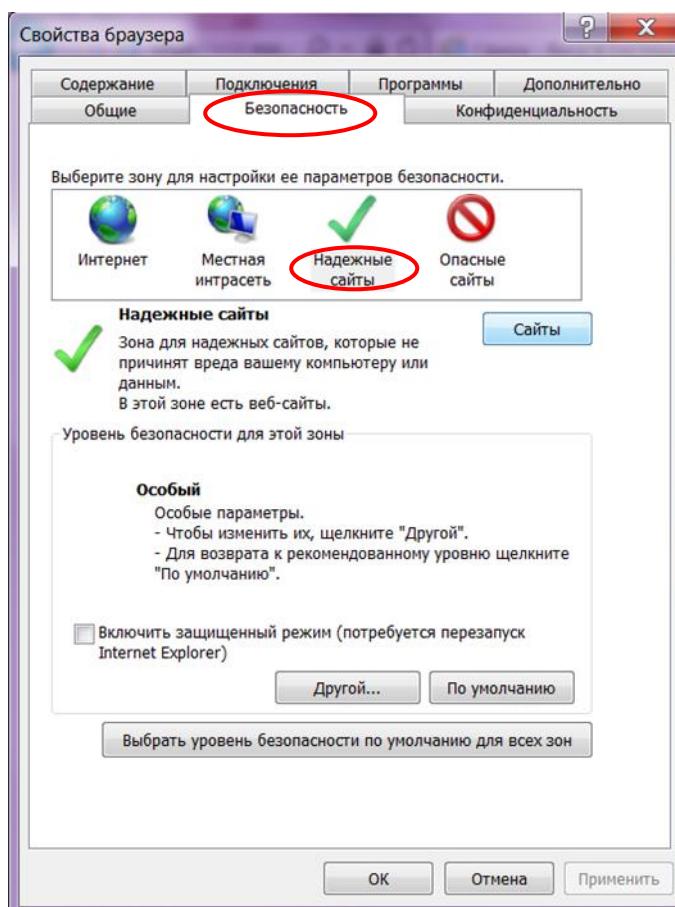 Свойства браузера
Содержание Подключения Программы Дополнительно
Общие Безопасность Конфиденциальность
Выберите зону для настройки ее параметров безопасности.
Интернет
Местная интрасеть
Надежные сайты
Опасные сайты
Надежные сайты
Сайты
Зона для надежных сайтов, которые не
причинят вреда вашему компьютеру или
данным.
В этой зоне есть веб-сайты.
Уровень безопасности для этой зоны
Особый
Особые параметры.
- Чтобы изменить их, щелкните "Другой".
- Для возврата к рекомендованному уровню щелкните
"По умолчанию".
Включить защищенный режим (потребуется перезапуск
Internet Explorer)
Другой... По умолчанию
Выбрать уровень безопасности по умолчанию для всех зон
ОК Отмена Применить